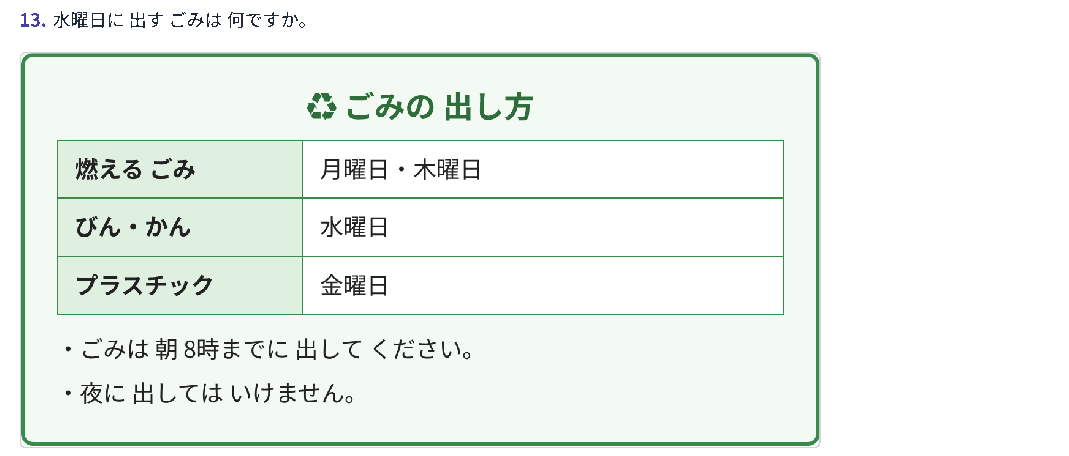 13. 水曜日に 出す ごみは 何ですか。
♻ ごみの 出し方
燃える ごみ 月曜日・木曜日
びん・かん 水曜日
プラスチック 金曜日
・ごみは 朝 8時までに 出して ください。
・夜に 出しては いけません。